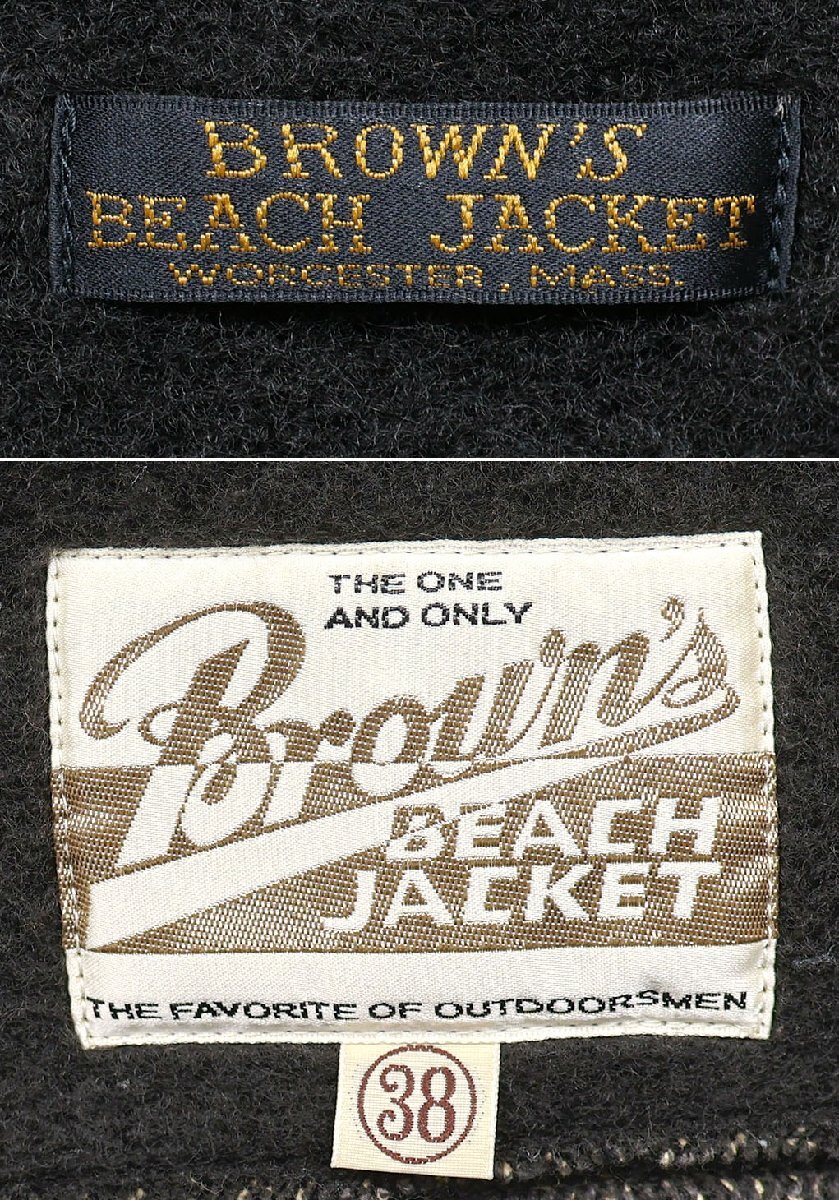 BROWN'S
BEACH JACKET
WORCESTER, MASS.
THE ONE
AND ONLY
Brown's
BEACH
JACKET
THE FAVORITE OF OUTDOORSMEN
38